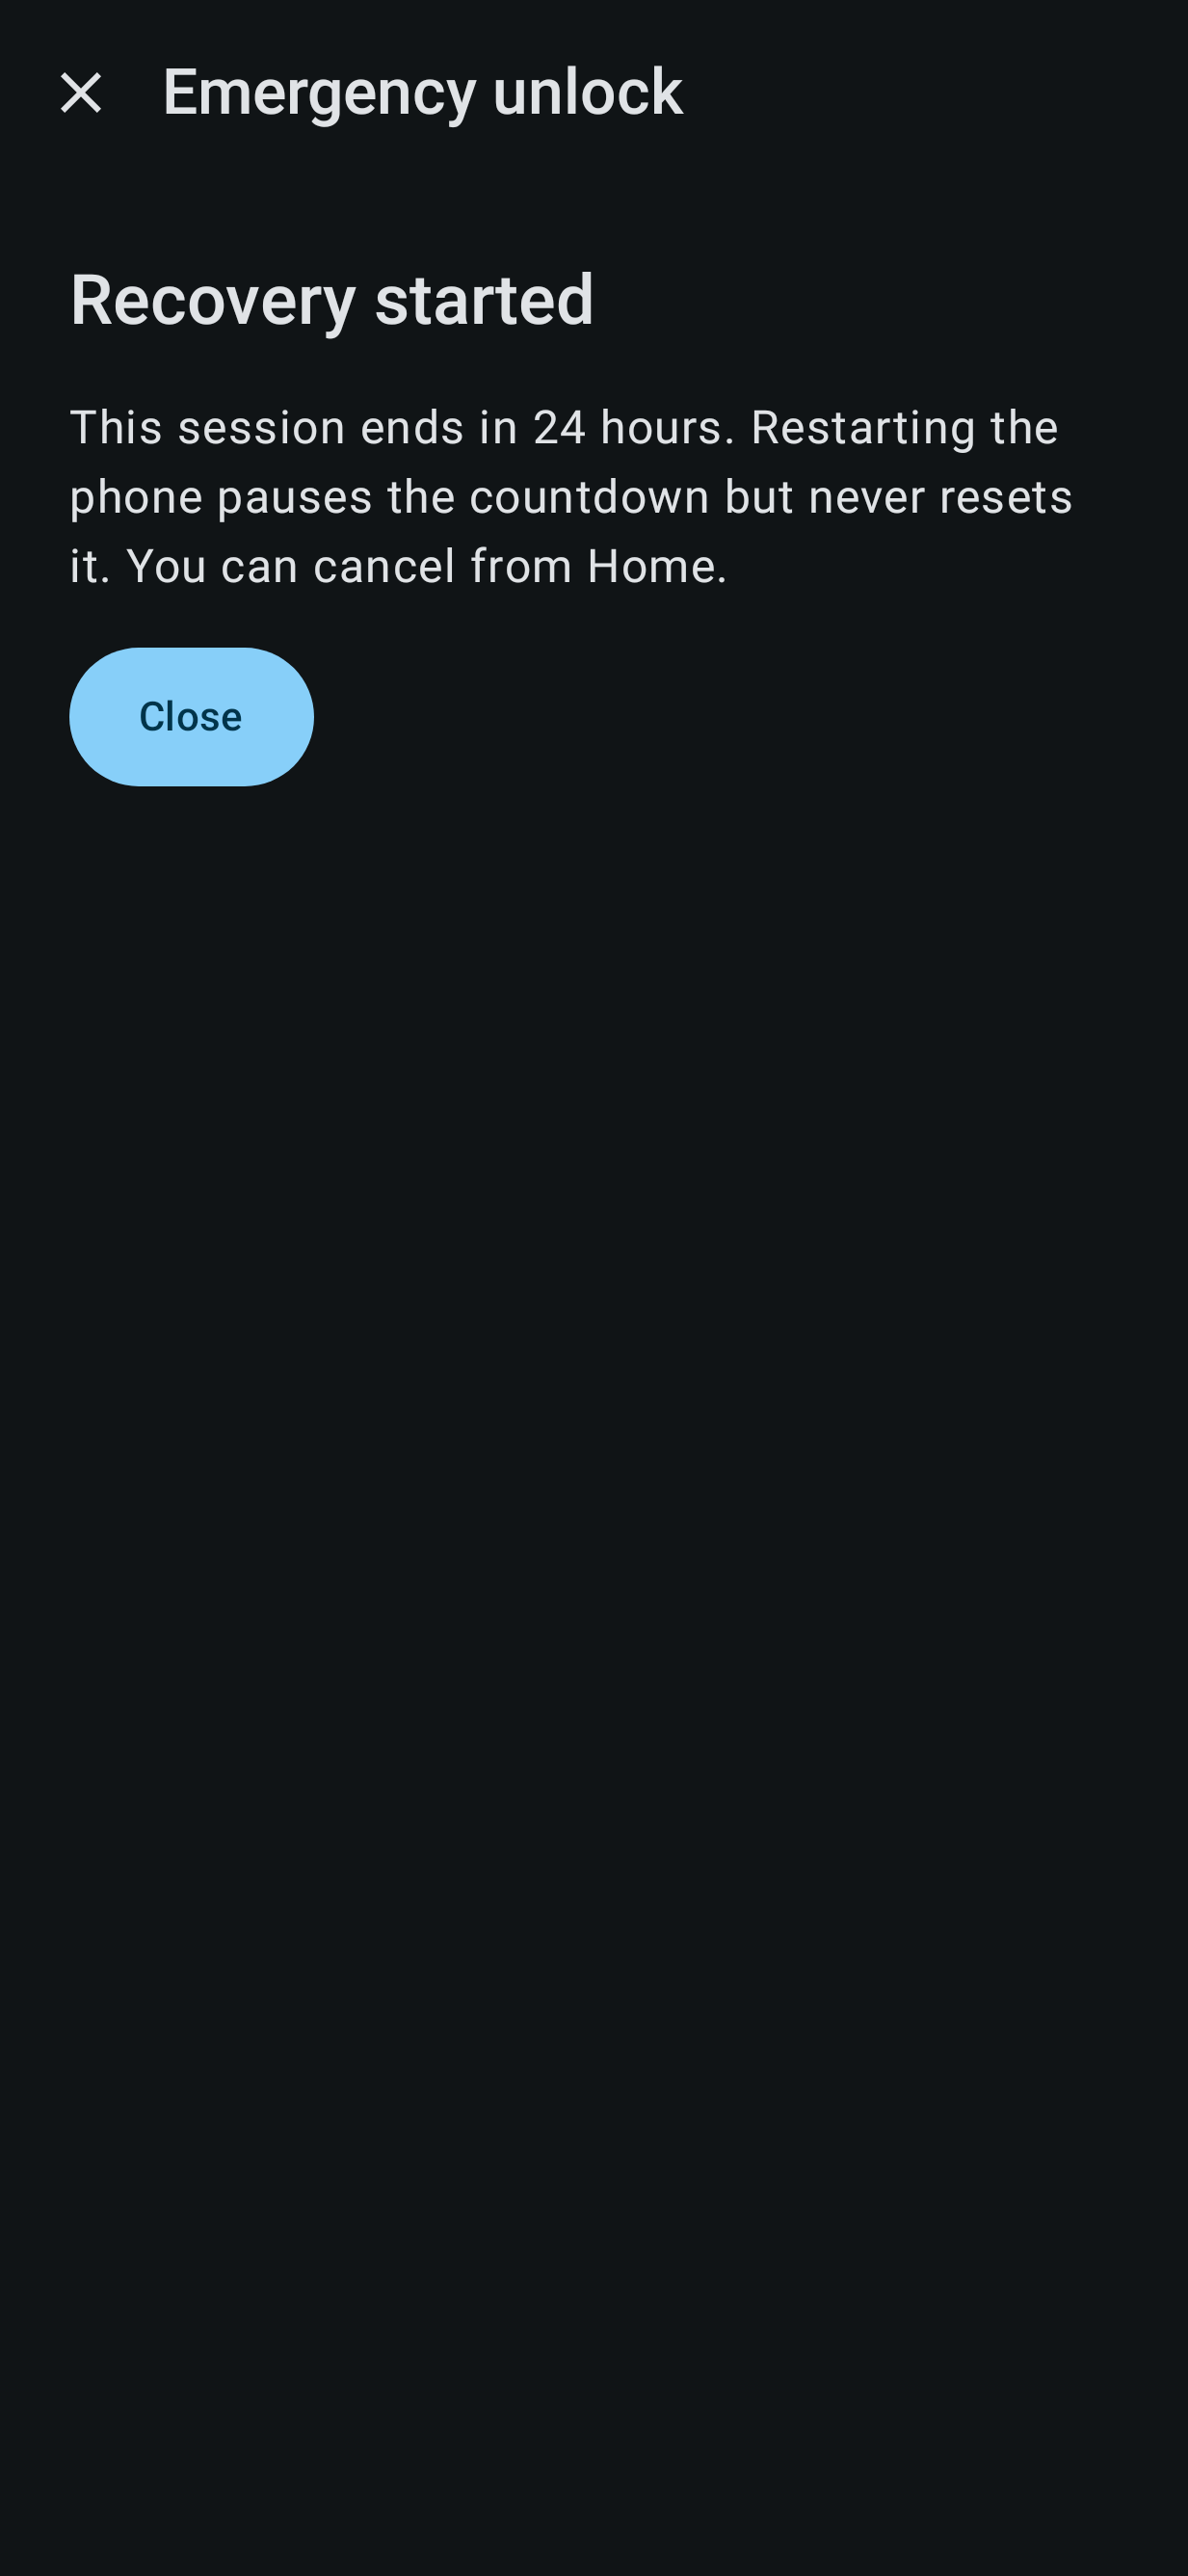 Emergency unlock
Recovery started
This session ends in 24 hours. Restarting the
phone pauses the countdown but never resets
it. You can cancel from Home.
Close